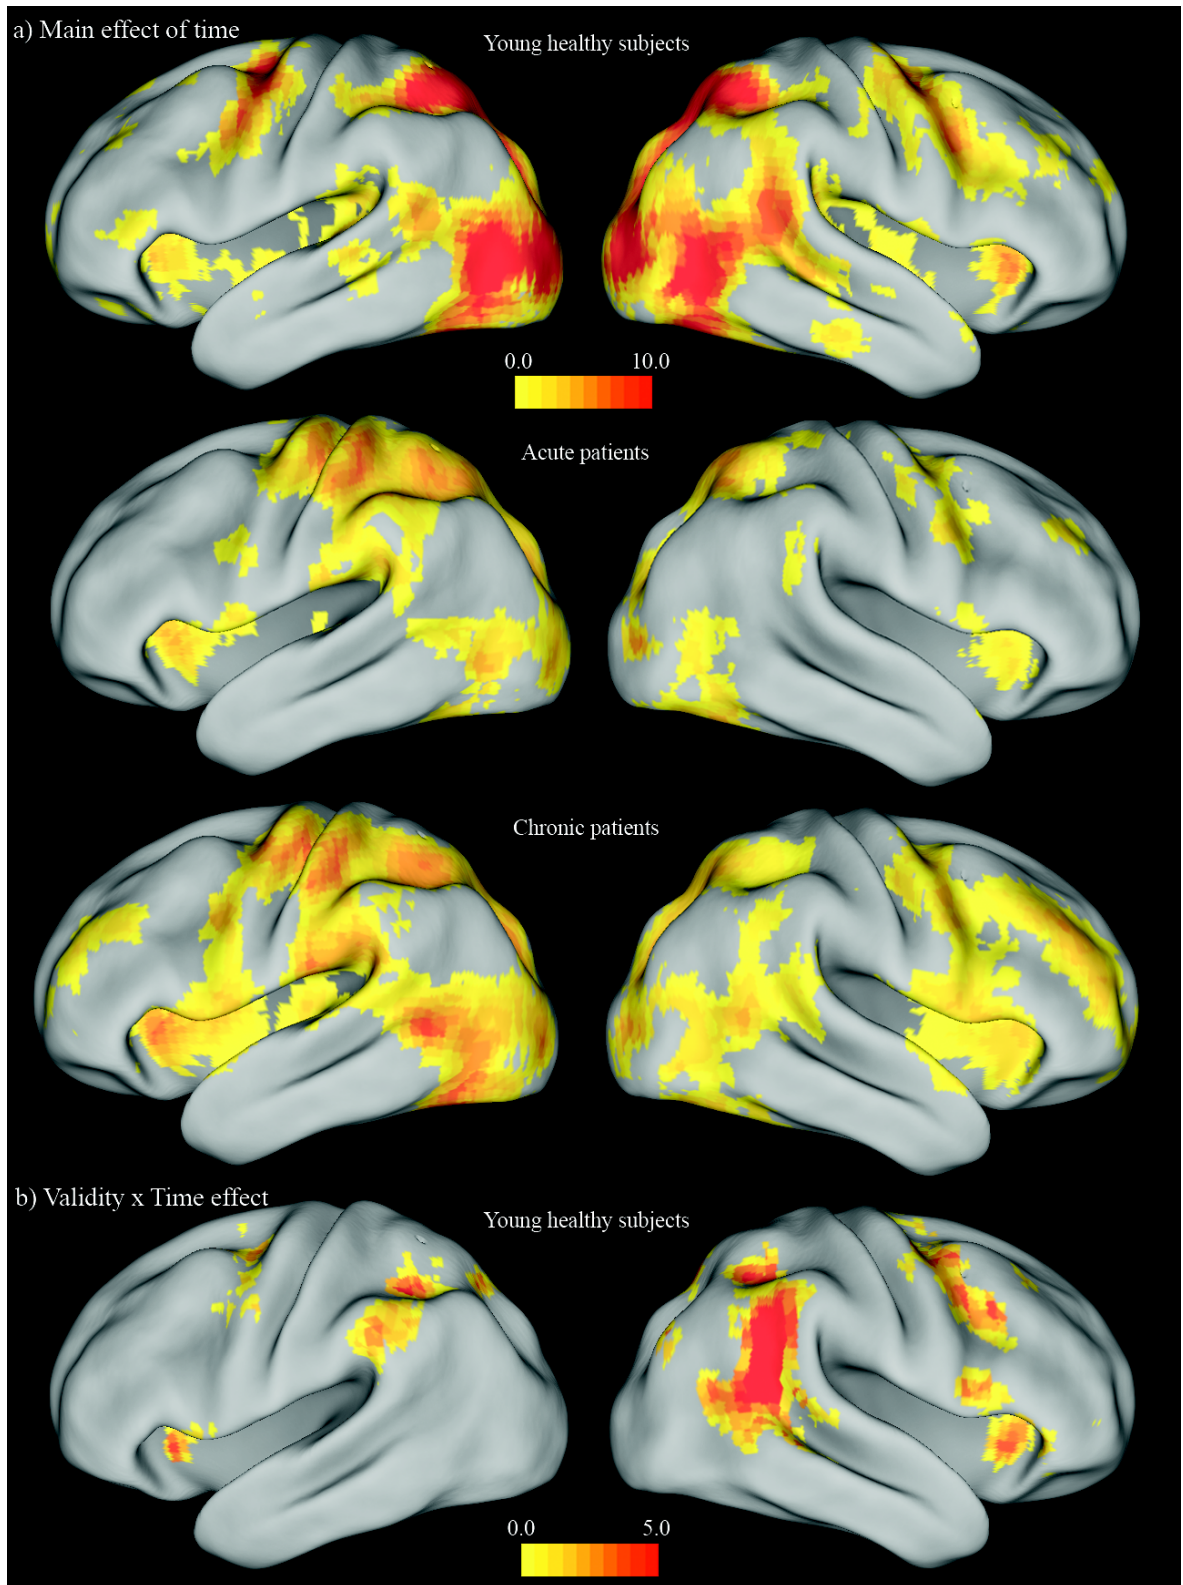 a) Main effect of time
Young healthy subjects
0.0 10.0
Acute patients
Chronic patients
b) Validity x Time effect
Young healthy subjects
0.0 5.0